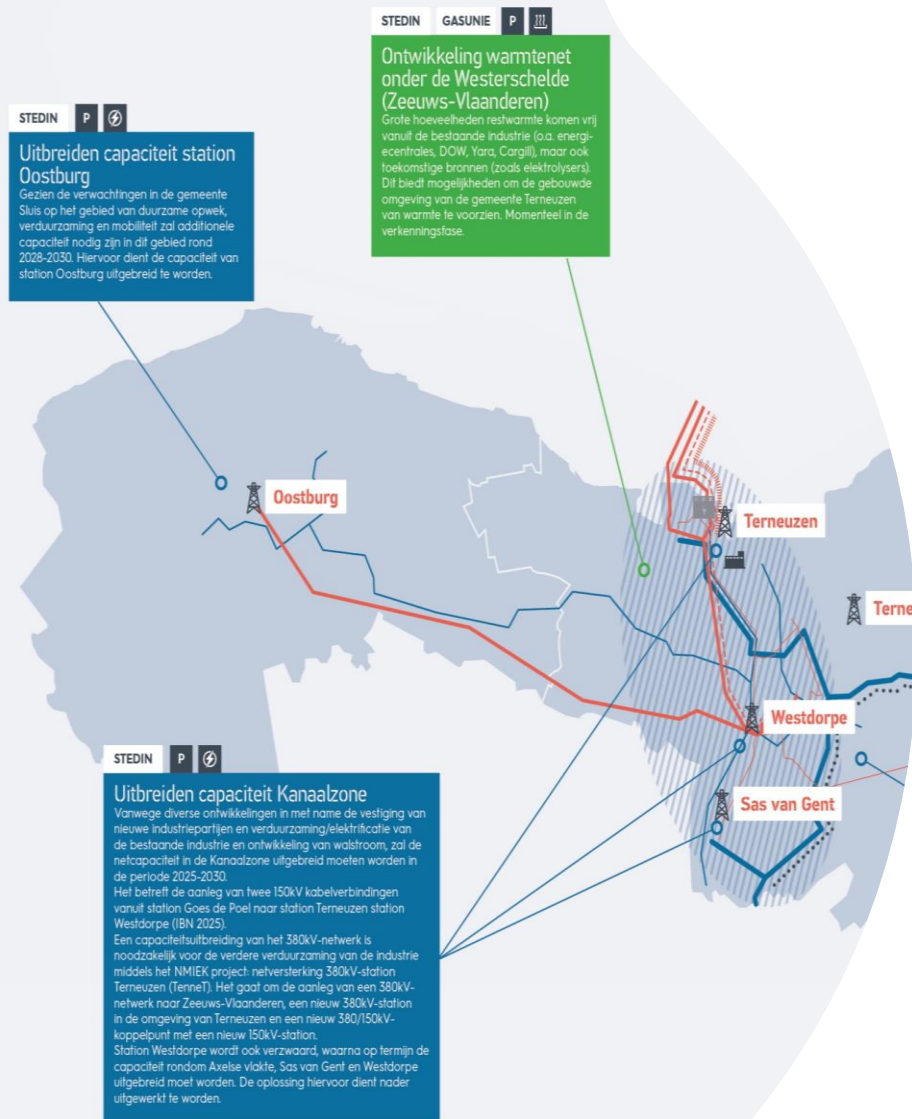 STEDIN GASUNIE P
Ontwikkeling warmtenet
onder de Westerschelde
(Zeeuws-Vlaanderen)
Grote hoeveelheden restwarmte komen vrij
vanuit de bestaande industrie (o.a. energi-
ecentrales, DOW, Yara, Cargill), maar ook
toekomstige bronnen (zoals elektrolysers).
Dit biedt mogelijkheden om de gebouwde
omgeving van de gemeente Terneuzen
van warmte te voorzien. Momenteel in de
verkenningsfase.
STEDIN P
Uitbreiden capaciteit station
Oostburg
Gezien de verwachtingen in de gemeente
Sluis op het gebied van duurzame opwek,
verduurzaming en mobiliteit zal additionele
capaciteit nodig zijn in dit gebied rond
2028-2030. Hiervoor dient de capaciteit van
station Oostburg uitgebreid te worden.
Oostburg
Terneuzen
Terne
Westdorpe
Sas van Gent
STEDIN P
Uitbreiden capaciteit Kanaalzone
Vanwege diverse ontwikkelingen in met name de vestiging van
nieuwe industriepartijen en verduurzaming/elektrificatie van
de bestaande industrie en ontwikkeling van walstroom, zal de
netcapaciteit in de Kanaalzone uitgebreid moeten worden in
de periode 2025-2030.
Het betreft de aanleg van twee 150kV kabelverbindingen
vanuit station Goes de Poel naar station Terneuzen station
Westdorpe (IBN 2025).
Een capaciteitsuitbreiding van het 380kV-netwerk is
noodzakelijk voor de verdere verduurzaming van de industrie
middels het NMIEK project: netversterking 380kV-station
Terneuzen (TenneT). Het gaat om de aanleg van een 380kV-
netwerk naar Zeeuws-Vlaanderen, een nieuw 380kV-station
in de omgeving van Terneuzen en een nieuw 380/150kV-
koppelpunt met een nieuw 150kV-station.
Station Westdorpe wordt ook verzwaard, waarna op termijn de
capaciteit rondom Axelse vlakte, Sas van Gent en Westdorpe
uitgebreid moet worden. De oplossing hiervoor dient nader
uitgewerkt te worden.